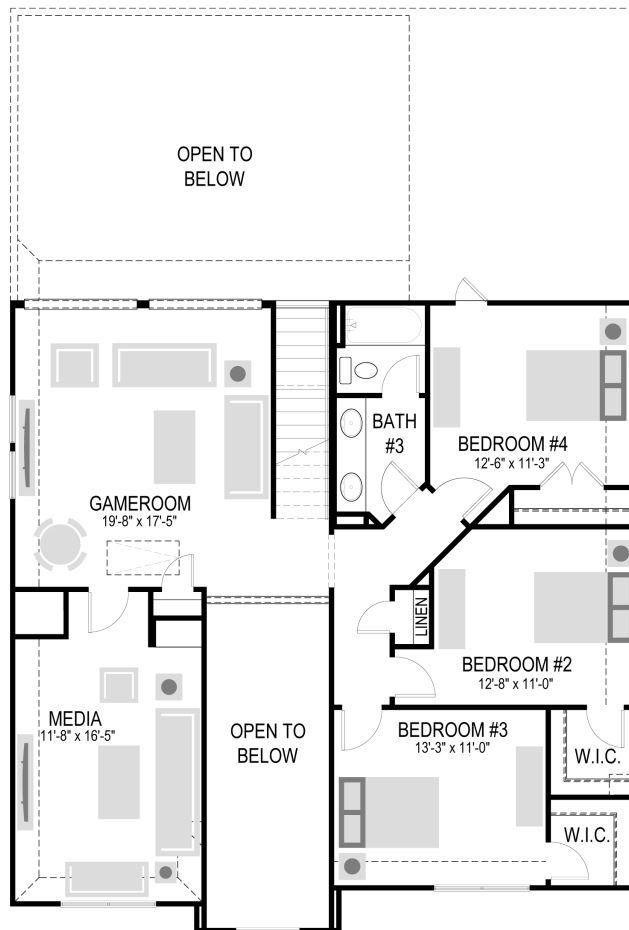 OPEN TO
BELOW
BATH
#3
BEDROOM #4
12'-6" x 11'-3"
GAMEROOM
19'-8" x 17'-5"
LINEN
BEDROOM #2
12'-8" x 11'-0"
MEDIA
11'-8" x 16'-5"
OPEN TO
BELOW
BEDROOM #3
13'-3" x 11'-0"
W.I.C.
W.I.C.